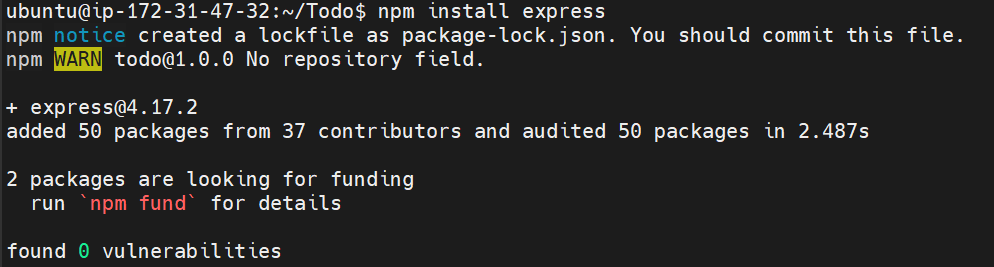 ubuntu@ip-172-31-47-32:~/Todo$ npm install express
npm notice created a lockfile as package-lock.json. You should commit this file.
npm WARN todo@1.0.0 No repository field.
+ express@4.17.2
added 50 packages from 37 contributors and audited 50 packages in 2.487s
2 packages are looking for funding
  run `npm fund` for details
found 0 vulnerabilities